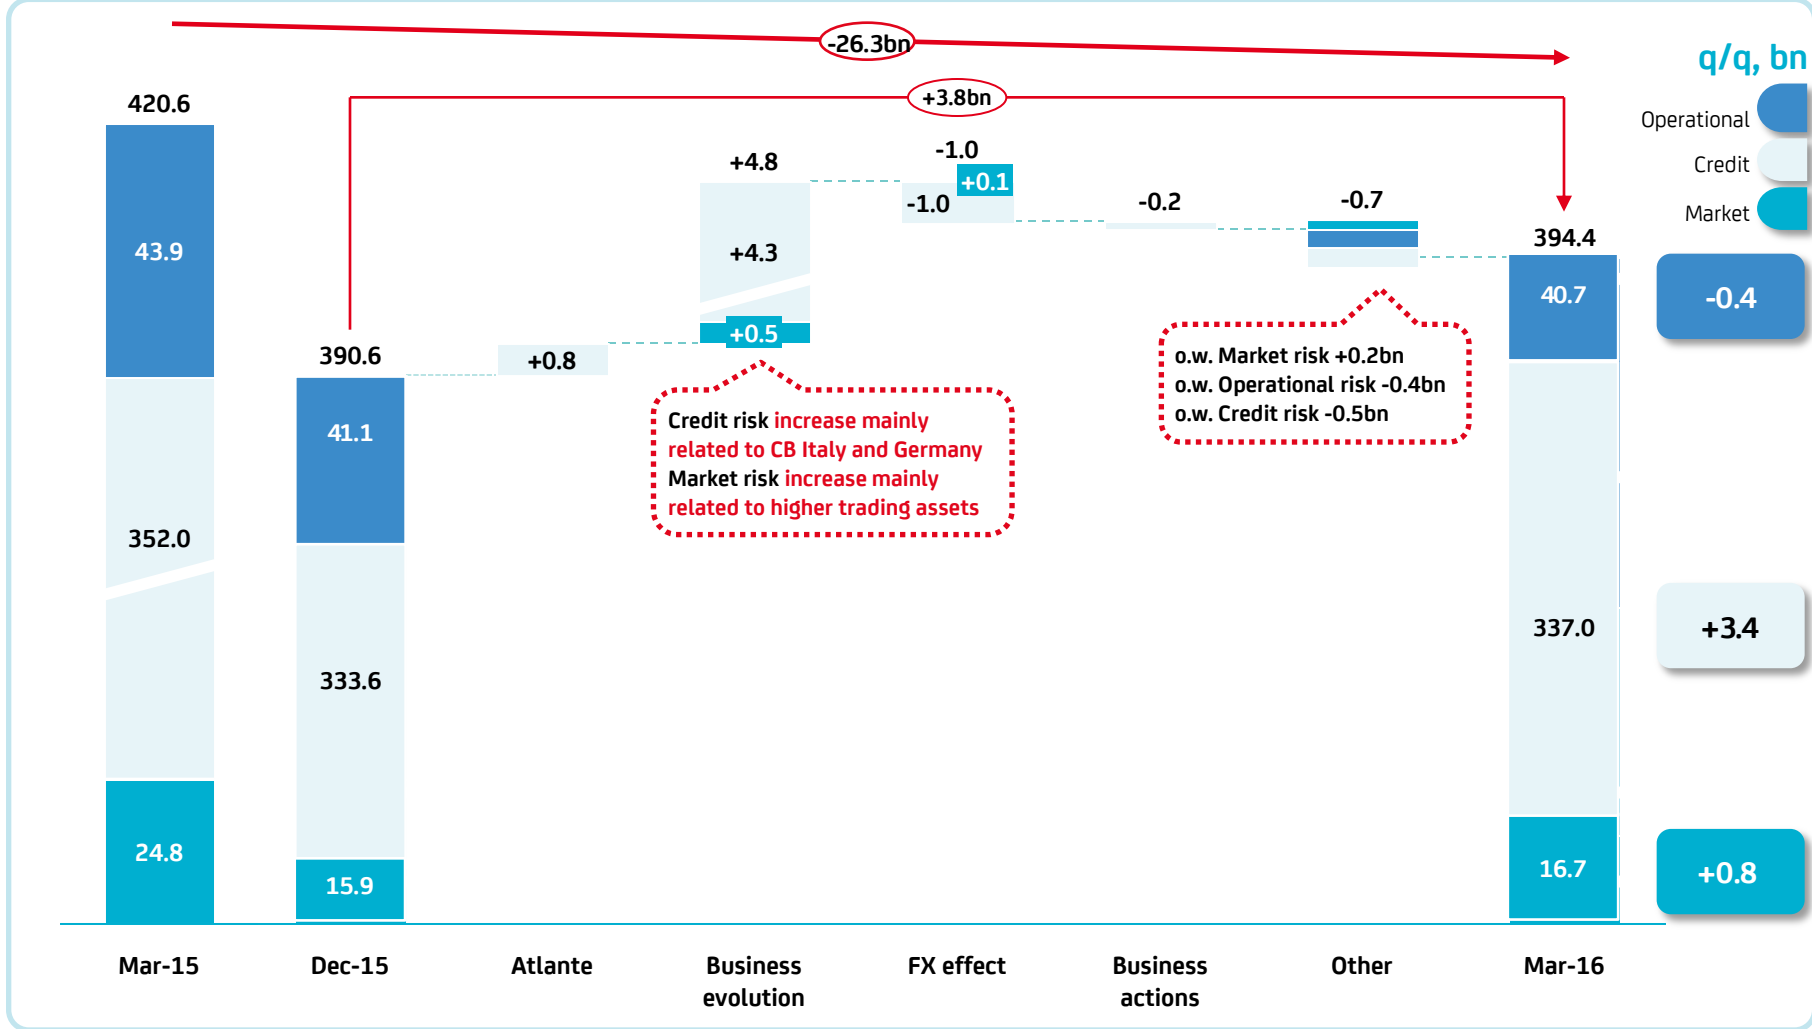 -26.3bn
q/q, bn
+3.8bn
Operational
Credit
Market
420.6
43.9
352.0
24.8
390.6
41.1
333.6
15.9
+0.8
+4.8
+4.3
+0.5
-1.0
+0.1
-1.0
-0.2
-0.7
394.4
40.7
337.0
16.7
-0.4
+3.4
+0.8
Credit risk increase mainly
related to CB Italy and Germany
Market risk increase mainly
related to higher trading assets
o.w. Market risk +0.2bn
o.w. Operational risk -0.4bn
o.w. Credit risk -0.5bn
Mar-15
Dec-15
Atlante
Business
evolution
FX effect
Business
actions
Other
Mar-16